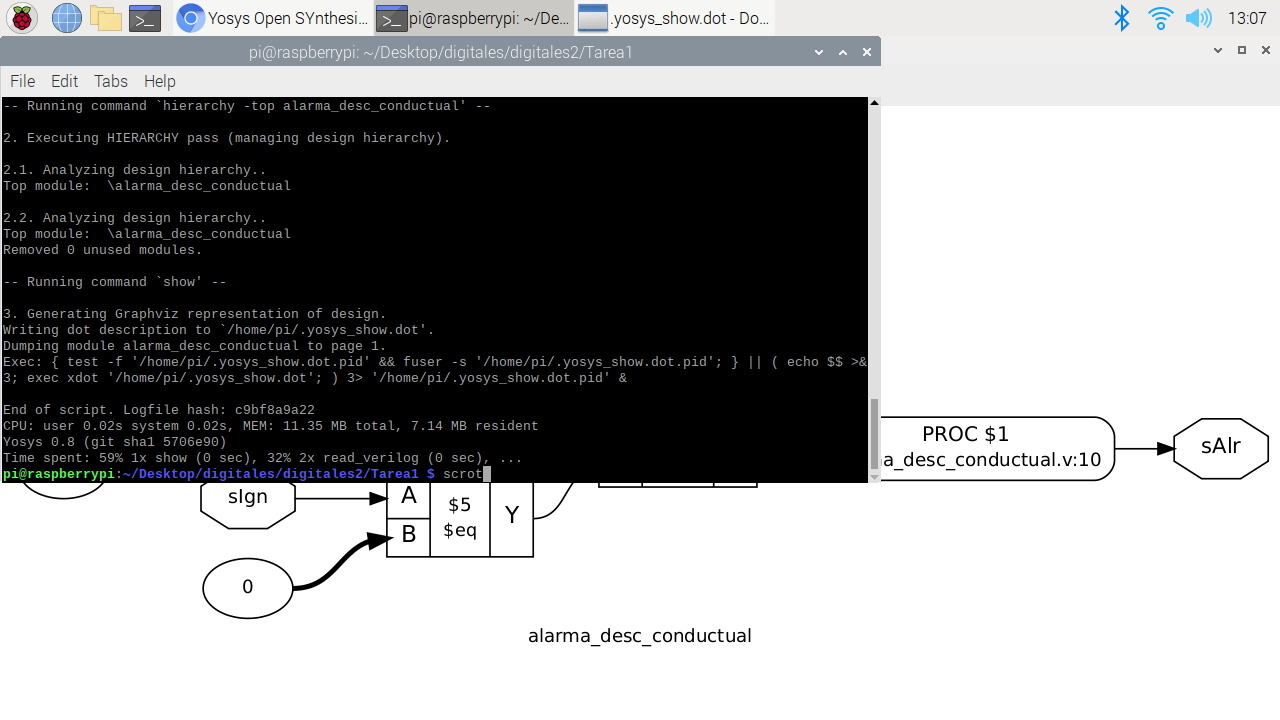 Yosys Open SYnthesi...
pi@raspberrypi: ~/De...
.yosys_show.dot - Do...
13:07
pi@raspberrypi: ~/Desktop/digitales/digitales2/Tarea1
File Edit Tabs Help
-- Running command `hierarchy -top alarma_desc_conductual' --
2. Executing HIERARCHY pass (managing design hierarchy).
2.1. Analyzing design hierarchy..
Top module:  \alarma_desc_conductual
2.2. Analyzing design hierarchy..
Top module:  \alarma_desc_conductual
Removed 0 unused modules.
-- Running command `show' --
3. Generating Graphviz representation of design.
Writing dot description to `/home/pi/.yosys_show.dot'.
Dumping module alarma_desc_conductual to page 1.
Exec: { test -f '/home/pi/.yosys_show.dot.pid' && fuser -s '/home/pi/.yosys_show.dot.pid'; } || ( echo $$ >&
3; exec xdot '/home/pi/.yosys_show.dot'; ) 3> '/home/pi/.yosys_show.dot.pid' &
End of script. Logfile hash: c9bf8a9a22
CPU: user 0.02s system 0.02s, MEM: 11.35 MB total, 7.14 MB resident
Yosys 0.8 (git sha1 5706e90)
Time spent: 59% 1x show (0 sec), 32% 2x read_verilog (0 sec), ...
pi@raspberrypi:~/Desktop/digitales/digitales2/Tarea1 $ scrot
PROC $1
a_desc_conductual.v:10
sAlr
sIgn
A
B
$5
$eq
Y
0
alarma_desc_conductual